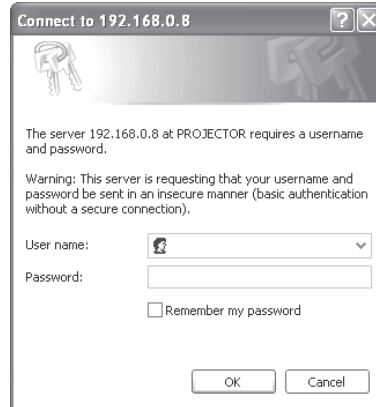 Connect to 192.168.0.8
The server 192.168.0.8 at PROJECTOR requires a username
and password.
Warning: This server is requesting that your username and
password be sent in an insecure manner (basic authentication
without a secure connection).
User name:
Password:
Remember my password
OK Cancel